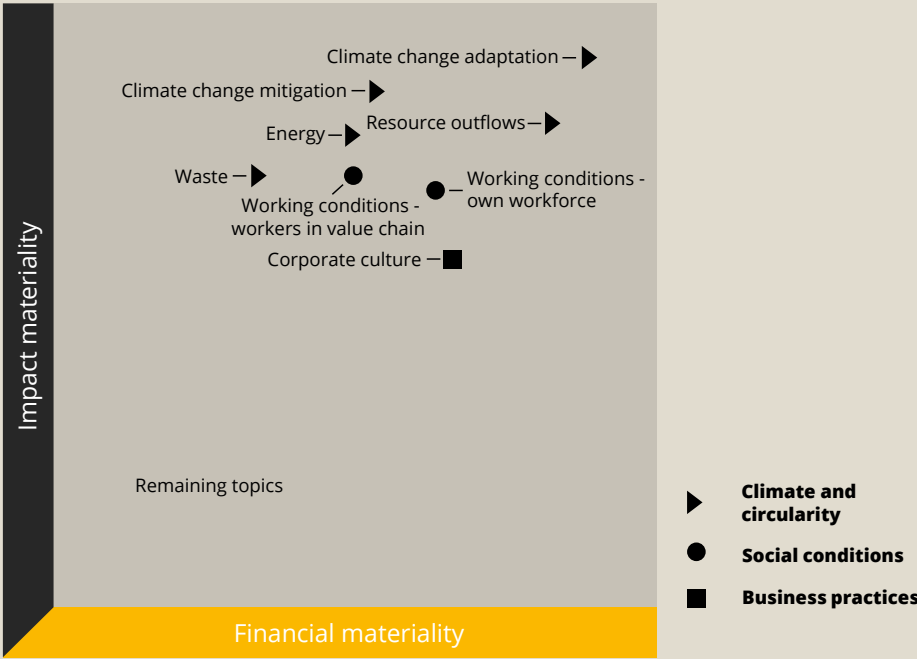 Climate change adaptation
Climate change mitigation
Resource outflows
Energy
Waste
Working conditions -
own workforce
Working conditions -
workers in value chain
Corporate culture
Impact materiality
Remaining topics
Climate and
circularity
Social conditions
Business practices
Financial materiality